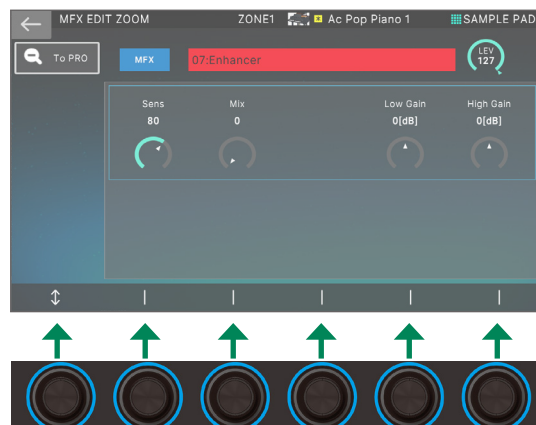 MFX EDIT ZOOM ZONE1 Ac Pop Piano 1 SAMPLE PAD
To PRO MFX 07:Enhancer LEV
127
Sens Mix Low Gain High Gain
80 0 0[dB] 0[dB]